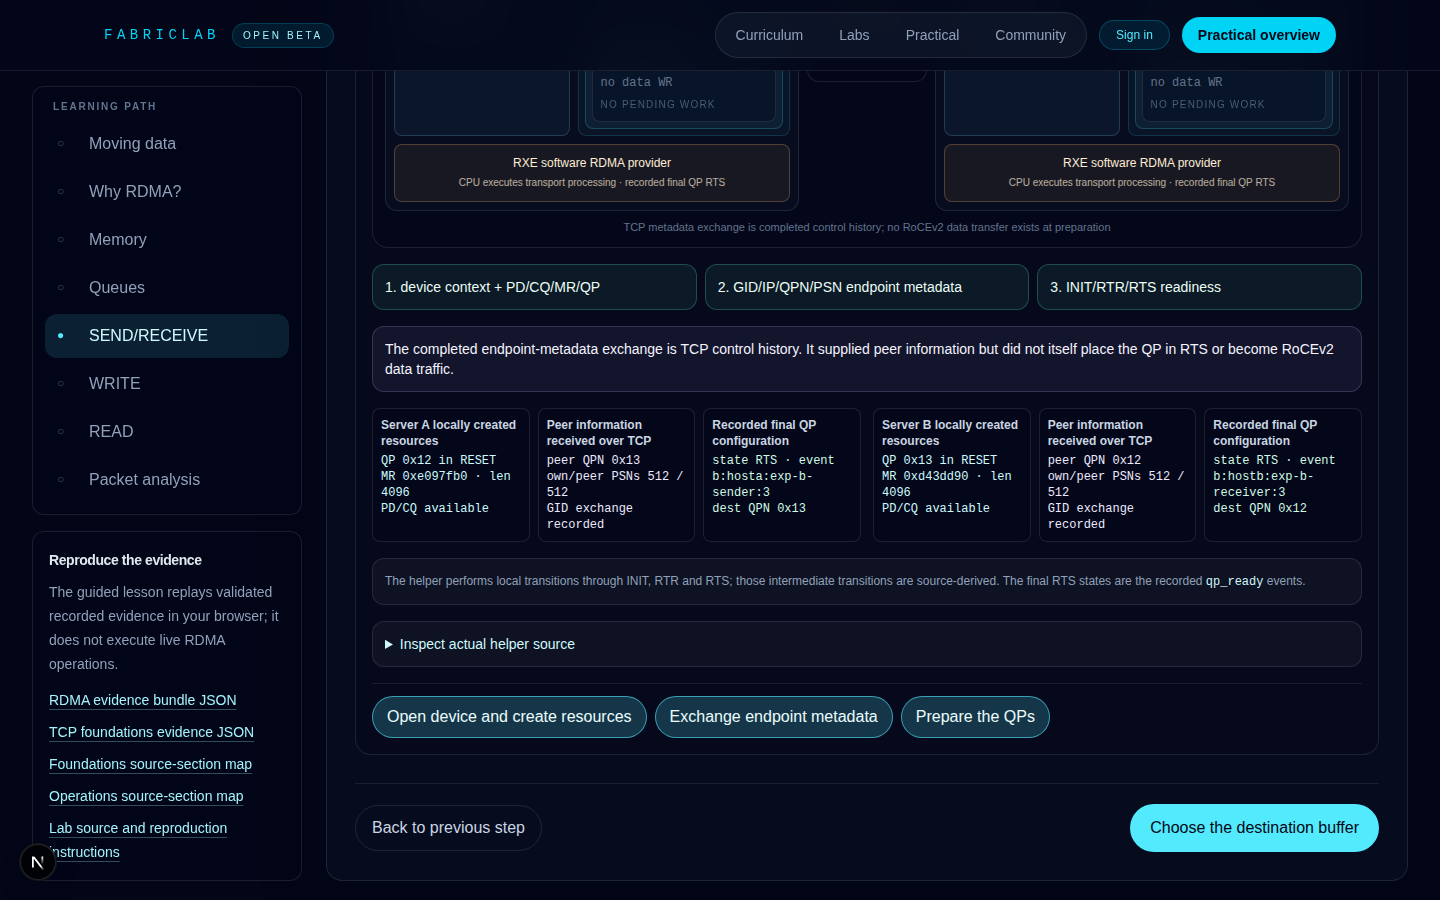 FABRICLAB
OPEN BETA
Curriculum
Labs
Practical
Community
Sign in
Practical overview
LEARNING PATH
Moving data
Why RDMA?
Memory
Queues
SEND/RECEIVE
WRITE
READ
Packet analysis
Reproduce the evidence
The guided lesson replays validated
recorded evidence in your browser; it
does not execute live RDMA
operations.
RDMA evidence bundle JSON
TCP foundations evidence JSON
Foundations source-section map
Operations source-section map
Lab source and reproduction
instructions
no data WR
NO PENDING WORK
RXE software RDMA provider
CPU executes transport processing · recorded final QP RTS
no data WR
NO PENDING WORK
RXE software RDMA provider
CPU executes transport processing · recorded final QP RTS
TCP metadata exchange is completed control history; no RoCEv2 data transfer exists at preparation
1. device context + PD/CQ/MR/QP
2. GID/IP/QPN/PSN endpoint metadata
3. INIT/RTR/RTS readiness
The completed endpoint-metadata exchange is TCP control history. It supplied peer information but did not itself place the QP in RTS or become RoCEv2
data traffic.
Server A locally created
resources
QP 0x12 in RESET
MR 0xe097fb0 · len
4096
PD/CQ available
Peer information
received over TCP
peer QPN 0x13
own/peer PSNs 512 /
512
GID exchange
recorded
Recorded final QP
configuration
state RTS · event
b:hosta:exp-b-
sender:3
dest QPN 0x13
Server B locally created
resources
QP 0x13 in RESET
MR 0xd43dd90 · len
4096
PD/CQ available
Peer information
received over TCP
peer QPN 0x12
own/peer PSNs 512 /
512
GID exchange
recorded
Recorded final QP
configuration
state RTS · event
b:hostb:exp-b-
receiver:3
dest QPN 0x12
The helper performs local transitions through INIT, RTR and RTS; those intermediate transitions are source-derived. The final RTS states are the recorded qp_ready events.
Inspect actual helper source
Open device and create resources
Exchange endpoint metadata
Prepare the QPs
Back to previous step
Choose the destination buffer